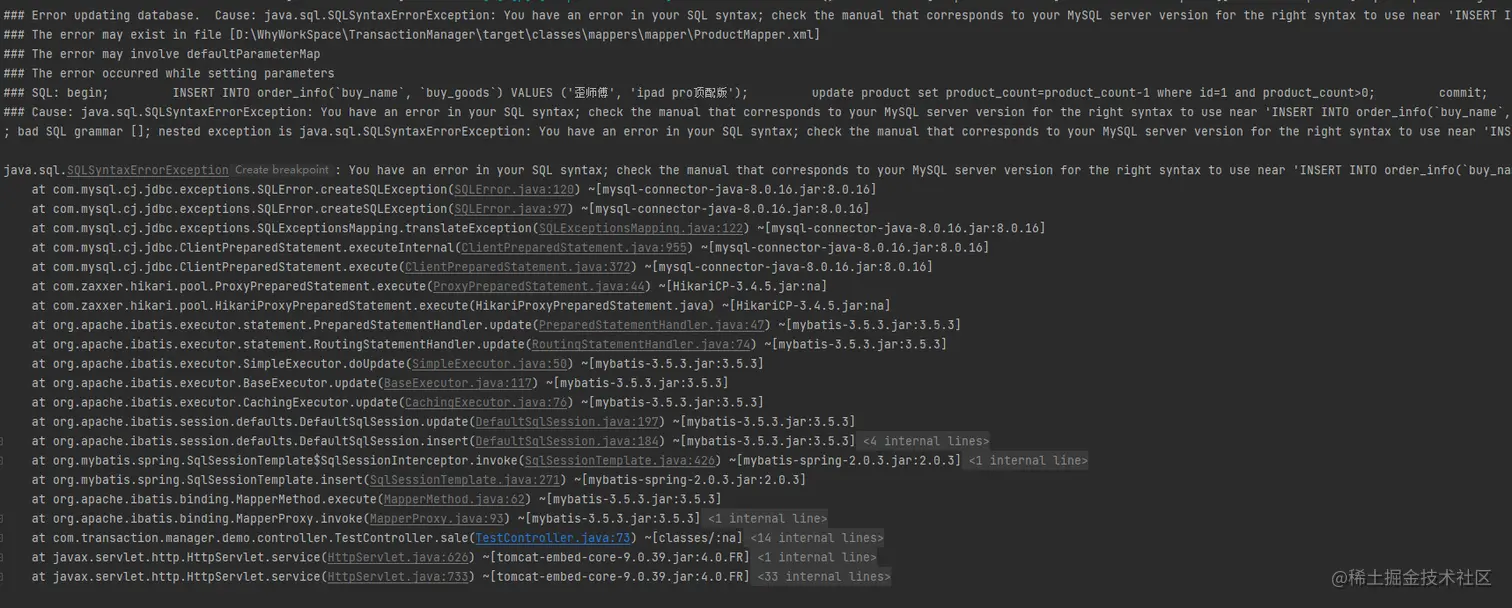 ### Error updating database.  Cause: java.sql.SQLSyntaxErrorException: You have an error in your SQL syntax; check the manual that corresponds to your MySQL server version for the right syntax to use near 'INSERT I
### The error may exist in file [D:\WhyWorkSpace\TransactionManager\target\classes\mappers\mapper\ProductMapper.xml]
### The error may involve defaultParameterMap
### The error occurred while setting parameters
### SQL: begin;         INSERT INTO order_info(`buy_name`, `buy_goods`) VALUES ('歪师傅', 'ipad pro顶配版');         update product set product_count=product_count-1 where id=1 and product_count>0;         commit;
### Cause: java.sql.SQLSyntaxErrorException: You have an error in your SQL syntax; check the manual that corresponds to your MySQL server version for the right syntax to use near 'INSERT INTO order_info(`buy_name`,
; bad SQL grammar []; nested exception is java.sql.SQLSyntaxErrorException: You have an error in your SQL syntax; check the manual that corresponds to your MySQL server version for the right syntax to use near 'INS
java.sql.SQLSyntaxErrorException Create breakpoint : You have an error in your SQL syntax; check the manual that corresponds to your MySQL server version for the right syntax to use near 'INSERT INTO order_info(`buy_na
at com.mysql.cj.jdbc.exceptions.SQLError.createSQLException(SQLError.java:120) ~[mysql-connector-java-8.0.16.jar:8.0.16]
at com.mysql.cj.jdbc.exceptions.SQLError.createSQLException(SQLError.java:97) ~[mysql-connector-java-8.0.16.jar:8.0.16]
at com.mysql.cj.jdbc.exceptions.SQLExceptionsMapping.translateException(SQLExceptionsMapping.java:122) ~[mysql-connector-java-8.0.16.jar:8.0.16]
at com.mysql.cj.jdbc.ClientPreparedStatement.executeInternal(ClientPreparedStatement.java:955) ~[mysql-connector-java-8.0.16.jar:8.0.16]
at com.mysql.cj.jdbc.ClientPreparedStatement.execute(ClientPreparedStatement.java:372) ~[mysql-connector-java-8.0.16.jar:8.0.16]
at com.zaxxer.hikari.pool.ProxyPreparedStatement.execute(ProxyPreparedStatement.java:44) ~[HikariCP-3.4.5.jar:na]
at com.zaxxer.hikari.pool.HikariProxyPreparedStatement.execute(HikariProxyPreparedStatement.java) ~[HikariCP-3.4.5.jar:na]
at org.apache.ibatis.executor.statement.PreparedStatementHandler.update(PreparedStatementHandler.java:47) ~[mybatis-3.5.3.jar:3.5.3]
at org.apache.ibatis.executor.statement.RoutingStatementHandler.update(RoutingStatementHandler.java:74) ~[mybatis-3.5.3.jar:3.5.3]
at org.apache.ibatis.executor.SimpleExecutor.doUpdate(SimpleExecutor.java:50) ~[mybatis-3.5.3.jar:3.5.3]
at org.apache.ibatis.executor.BaseExecutor.update(BaseExecutor.java:117) ~[mybatis-3.5.3.jar:3.5.3]
at org.apache.ibatis.executor.CachingExecutor.update(CachingExecutor.java:76) ~[mybatis-3.5.3.jar:3.5.3]
at org.apache.ibatis.session.defaults.DefaultSqlSession.update(DefaultSqlSession.java:197) ~[mybatis-3.5.3.jar:3.5.3]
at org.apache.ibatis.session.defaults.DefaultSqlSession.insert(DefaultSqlSession.java:184) ~[mybatis-3.5.3.jar:3.5.3] <4 internal lines>
at org.mybatis.spring.SqlSessionTemplate$SqlSessionInterceptor.invoke(SqlSessionTemplate.java:426) ~[mybatis-spring-2.0.3.jar:2.0.3] <1 internal line>
at org.mybatis.spring.SqlSessionTemplate.insert(SqlSessionTemplate.java:271) ~[mybatis-spring-2.0.3.jar:2.0.3]
at org.apache.ibatis.binding.MapperMethod.execute(MapperMethod.java:62) ~[mybatis-3.5.3.jar:3.5.3]
at org.apache.ibatis.binding.MapperProxy.invoke(MapperProxy.java:93) ~[mybatis-3.5.3.jar:3.5.3] <1 internal line>
at com.transaction.manager.demo.controller.TestController.sale(TestController.java:73) ~[classes/:na] <14 internal lines>
at javax.servlet.http.HttpServlet.service(HttpServlet.java:626) ~[tomcat-embed-core-9.0.39.jar:4.0.FR] <1 internal line>
at javax.servlet.http.HttpServlet.service(HttpServlet.java:733) ~[tomcat-embed-core-9.0.39.jar:4.0.FR] <33 internal lines>
@稀土掘金技术社区